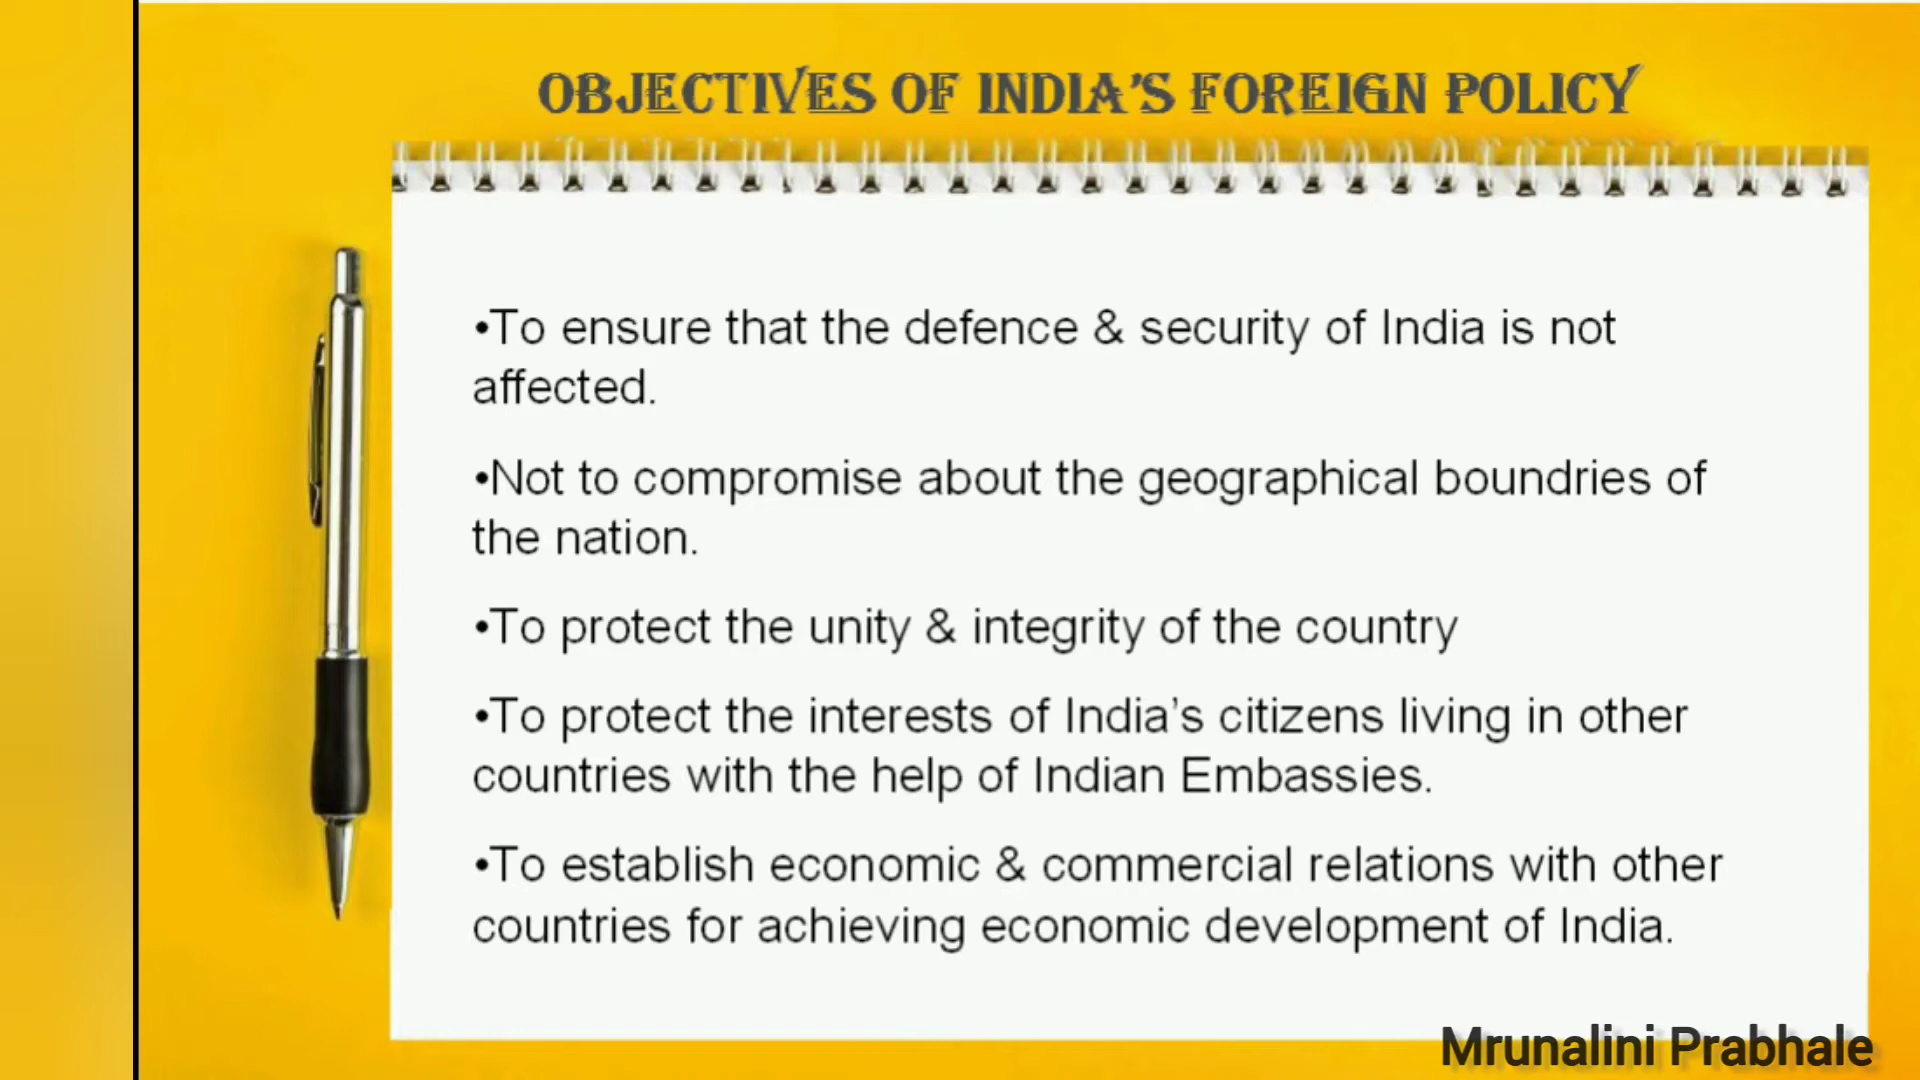 OBJECTIVES OF INDIA'S FOREIGN POLICY
•To ensure that the defence & security of India is not
affected.
•Not to compromise about the geographical boundries of
the nation.
•To protect the unity & integrity of the country
•To protect the interests of India's citizens living in other
countries with the help of Indian Embassies.
•To establish economic & commercial relations with other
countries for achieving economic development of India.
Mrunalini Prabhale